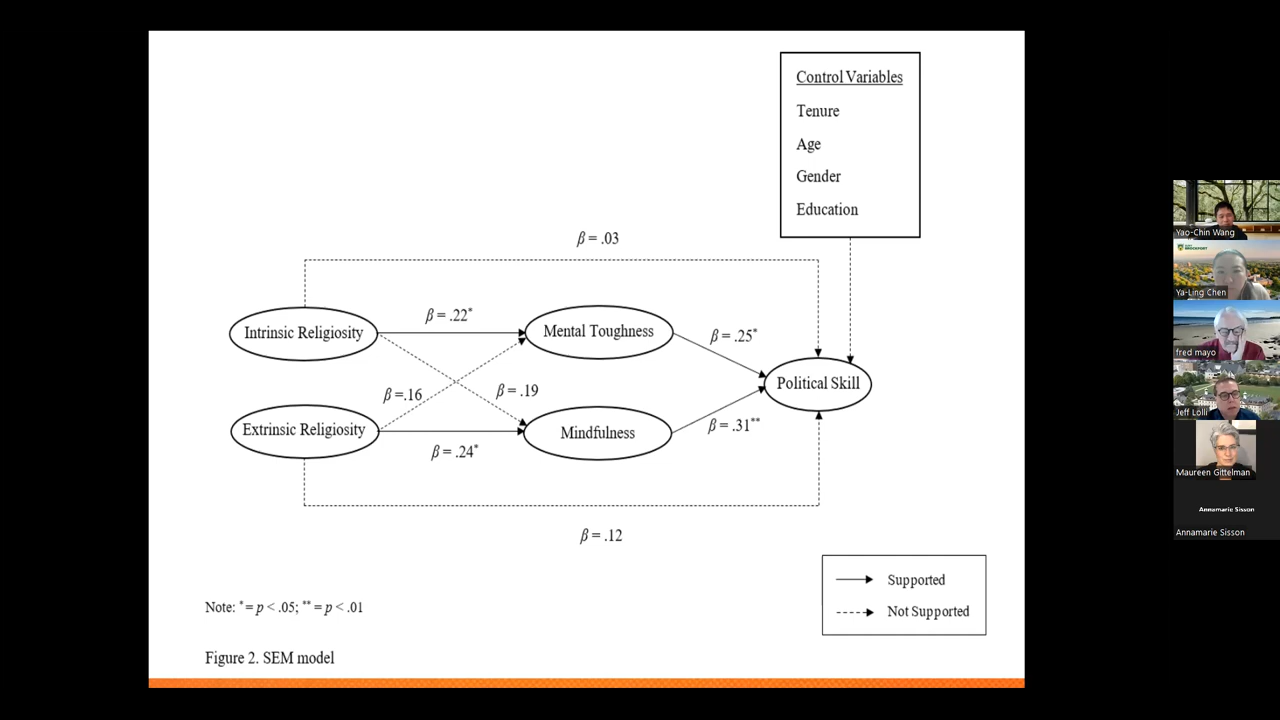 Control Variables
Tenure
Age
Gender
Education
β = .03
Intrinsic Religiosity
β = .22*
Mental Toughness
β = .25*
Political Skill
β =.16
β = .19
Extrinsic Religiosity
β = .24*
Mindfulness
β = .31**
β = .12
Supported
Not Supported
Note: * = p < .05; ** = p < .01
Figure 2. SEM model
Yao-Chin Wang
BROCKPORT
Ya-Ling Chen
fred mayo
Jeff Lolli
Maureen Gittelman
Annamarie Sisson
Annamarie Sisson